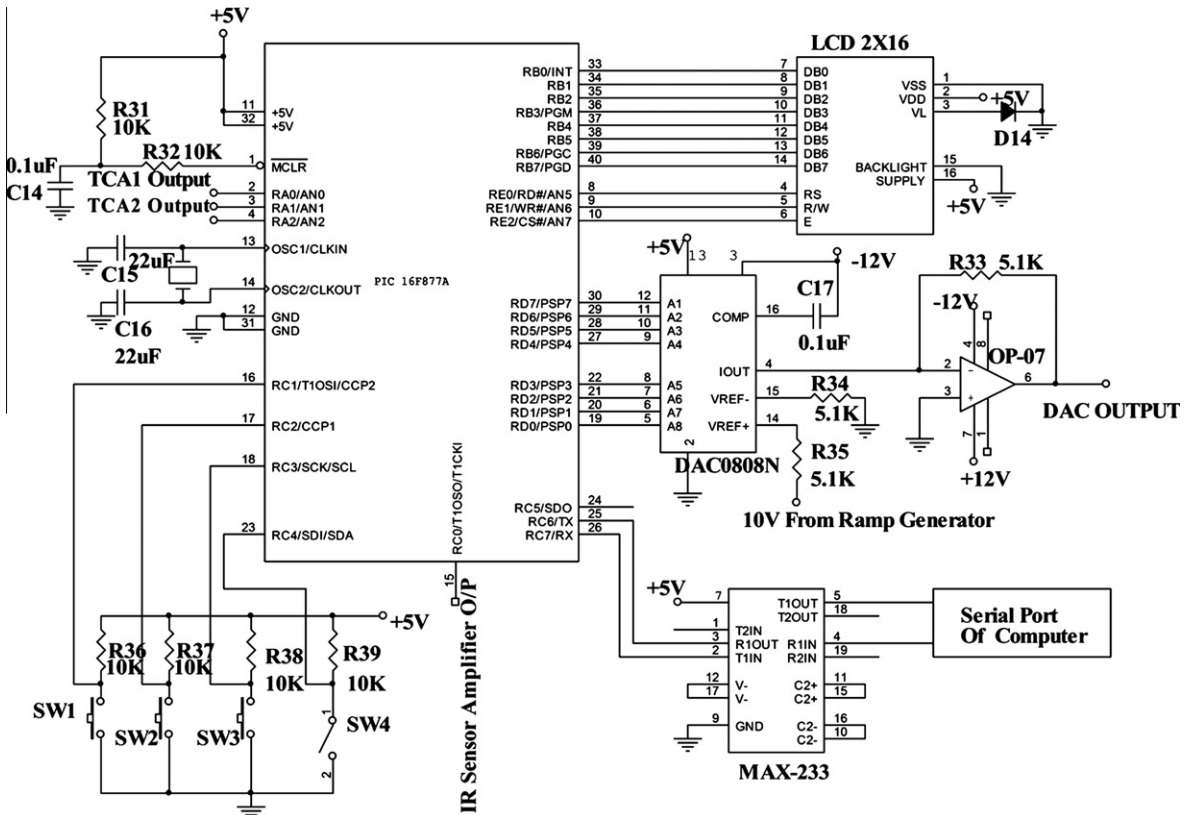 +5V
R31
10K
0.1uF
C14
R32 10K
TCA1 Output
TCA2 Output
11
32
1
2
3
4
13
14
12
31
+5V
+5V
MCLR
RA0/AN0
RA1/AN1
RA2/AN2
OSC1/CLKIN
OSC2/CLKOUT
GND
GND
22uF
C15
C16
22uF
PIC 16F877A
16
RC1/T1OSI/CCP2
17
RC2/CCP1
18
RC3/SCK/SCL
23
RC4/SDI/SDA
RC0/T1OSO/T1CKI
15
IR Sensor Amplifier O/P
RB0/INT
RB1
RB2
RB3/PGM
RB4
RB5
RB6/PGC
RB7/PGD
33
34
35
36
37
38
39
40
RE0/RD#/AN5
RE1/WR#/AN6
RE2/CS#/AN7
8
9
10
RD7/PSP7
RD6/PSP6
RD5/PSP5
RD4/PSP4
30
29
28
27
RD3/PSP3
RD2/PSP2
RD1/PSP1
RD0/PSP0
22
21
20
19
RC5/SDO
RC6/TX
RC7/RX
24
25
26
LCD 2X16
7
8
9
10
11
12
13
14
DB0
DB1
DB2
DB3
DB4
DB5
DB6
DB7
4
5
6
RS
R/W
E
VSS
VDD
VL
1
2
3
+5V
D14
BACKLIGHT
SUPPLY
15
16
+5V
+5V
13
3
-12V
C17
0.1uF
12
11
10
9
A1
A2
A3
A4
8
7
6
5
A5
A6
A7
A8
COMP
16
IOUT
4
VREF-
15
VREF+
14
2
DAC0808N
R34
5.1K
R35
5.1K
10V From Ramp Generator
R33 5.1K
-12V
4
8
OP-07
2
3
6
7
1
+12V
DAC OUTPUT
+5V
R36
10K
R37
10K
R38
10K
R39
10K
SW1
SW2
SW3
1
SW4
2
+5V
7
1
3
2
12
17
9
T2IN
R1OUT
T1IN
V-
V-
GND
T1OUT
T2OUT
R1IN
R2IN
C2+
C2+
C2-
C2-
5
18
4
19
11
15
16
10
MAX-233
Serial Port
Of Computer